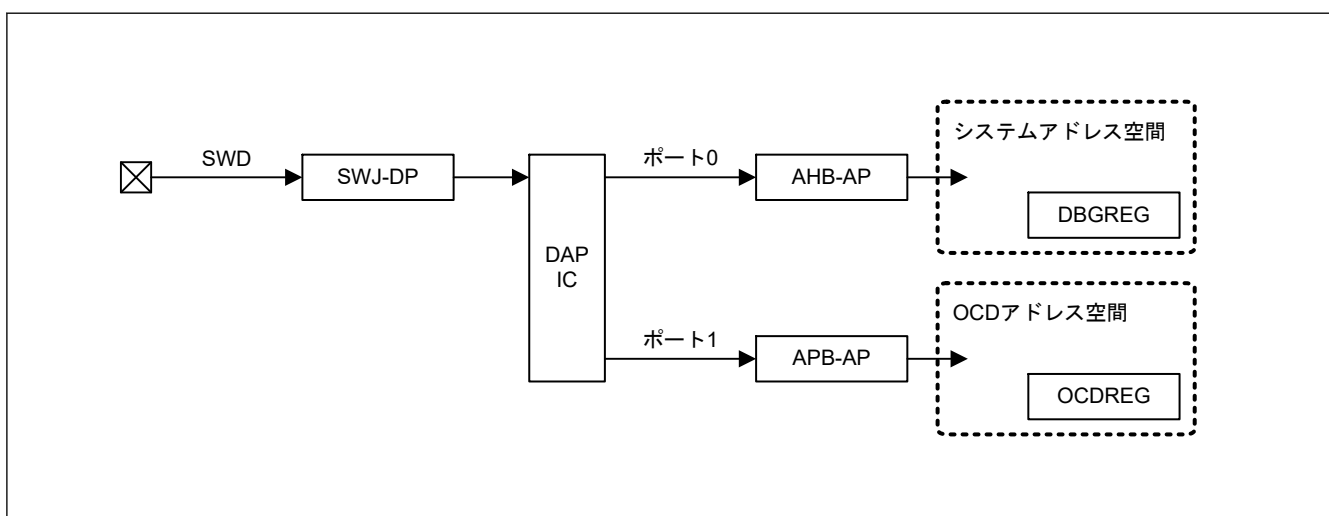 SWD
SWJ-DP
DAP
IC
ポート0
AHB-AP
システムアドレス空間
DBGREG
ポート1
APB-AP
OCDアドレス空間
OCDREG